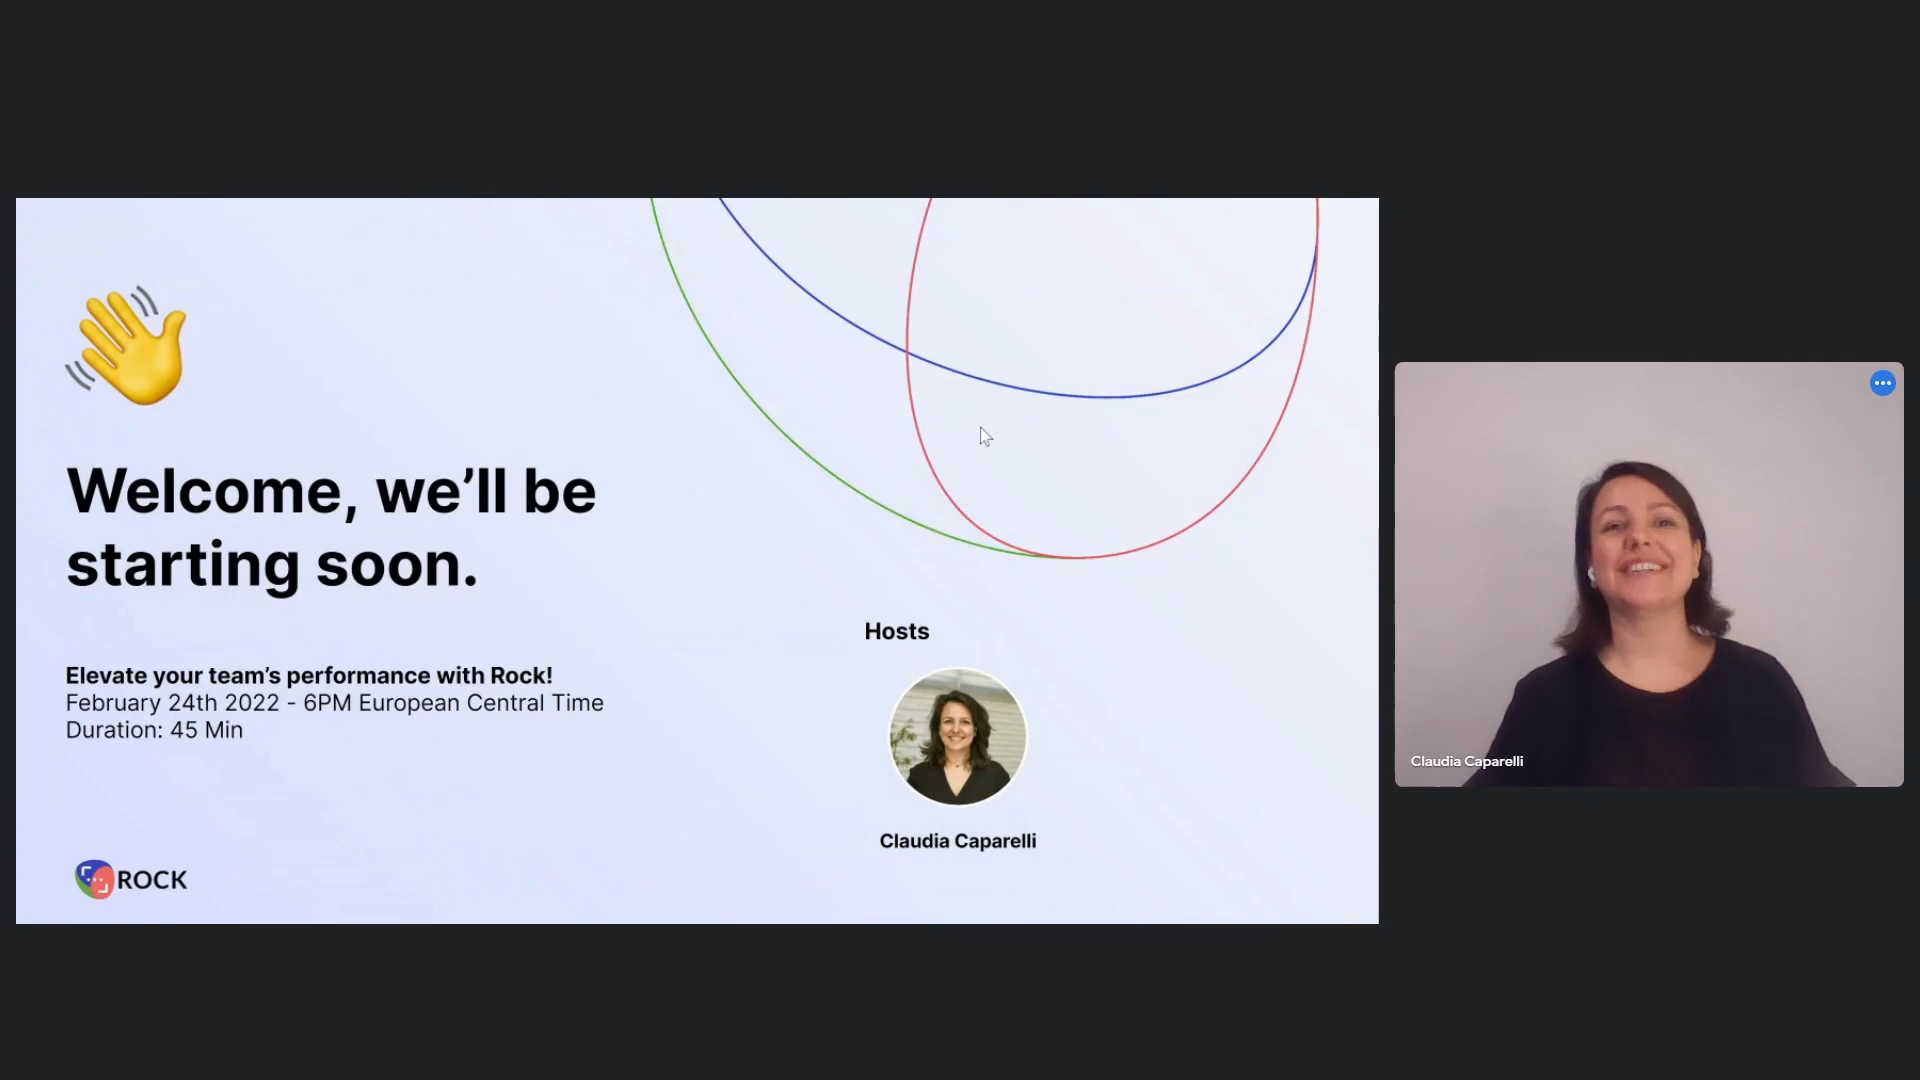 Welcome, we’ll be
starting soon.
Elevate your team’s performance with Rock!
February 24th 2022 - 6PM European Central Time
Duration: 45 Min
ROCK
Hosts
Claudia Caparelli
Claudia Caparelli